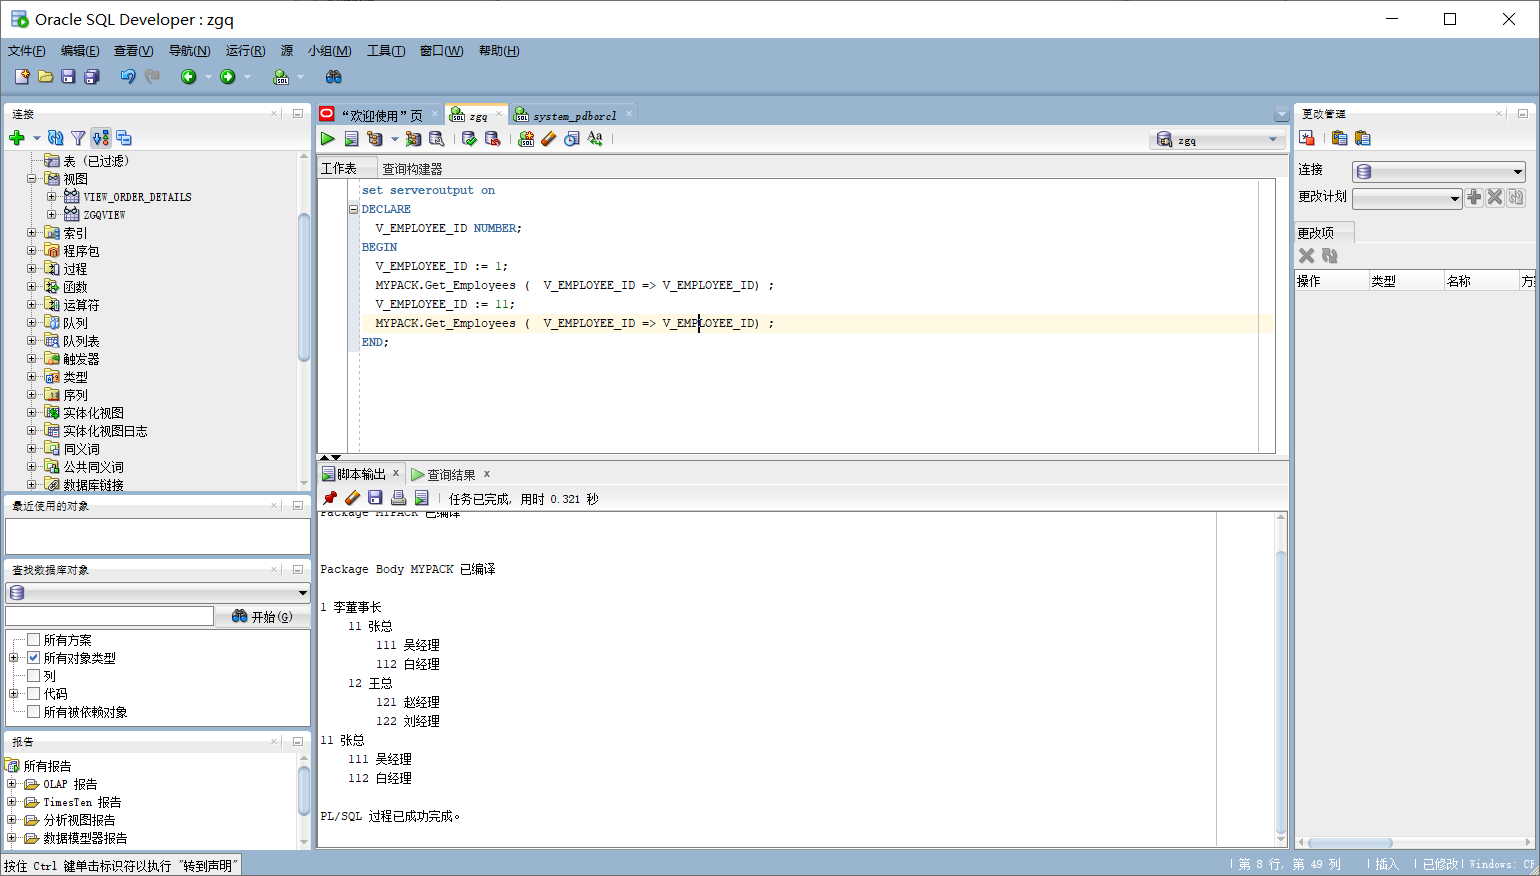 Oracle SQL Developer : zgq
文件(F) 编辑(E) 查看(V) 导航(N) 运行(R) 源 小组(M) 工具(T) 窗口(W) 帮助(H)
连接
表 (已过滤)
视图
VIEW_ORDER_DETAILS
ZGQVIEW
索引
程序包
过程
函数
运算符
队列
队列表
触发器
类型
序列
实体化视图
实体化视图日志
同义词
公共同义词
数据库链接
最近使用的对象
查找数据库对象
开始(G)
所有方案
所有对象类型
列
代码
所有被依赖对象
报告
所有报告
OLAP 报告
TimesTen 报告
分析视图报告
数据模型器报告
“欢迎使用”页 zgq system_pdborcl
zgq
工作表 查询构建器
set serveroutput on
DECLARE
V_EMPLOYEE_ID NUMBER;
BEGIN
V_EMPLOYEE_ID := 1;
MYPACK.Get_Employees (  V_EMPLOYEE_ID => V_EMPLOYEE_ID) ;
V_EMPLOYEE_ID := 11;
MYPACK.Get_Employees (  V_EMPLOYEE_ID => V_EMPLOYEE_ID) ;
END;
脚本输出 查询结果
任务已完成, 用时 0.321 秒
Package MYPACK 已编译
Package Body MYPACK 已编译
1 李董事长
11 张总
111 吴经理
112 白经理
12 王总
121 赵经理
122 刘经理
11 张总
111 吴经理
112 白经理
PL/SQL 过程已成功完成。
更改管理
连接
更改计划
更改项
操作 类型 名称
按住 Ctrl 键单击标识符以执行 "转到声明"
第 8 行, 第 49 列 插入 已修改 Windows: CF